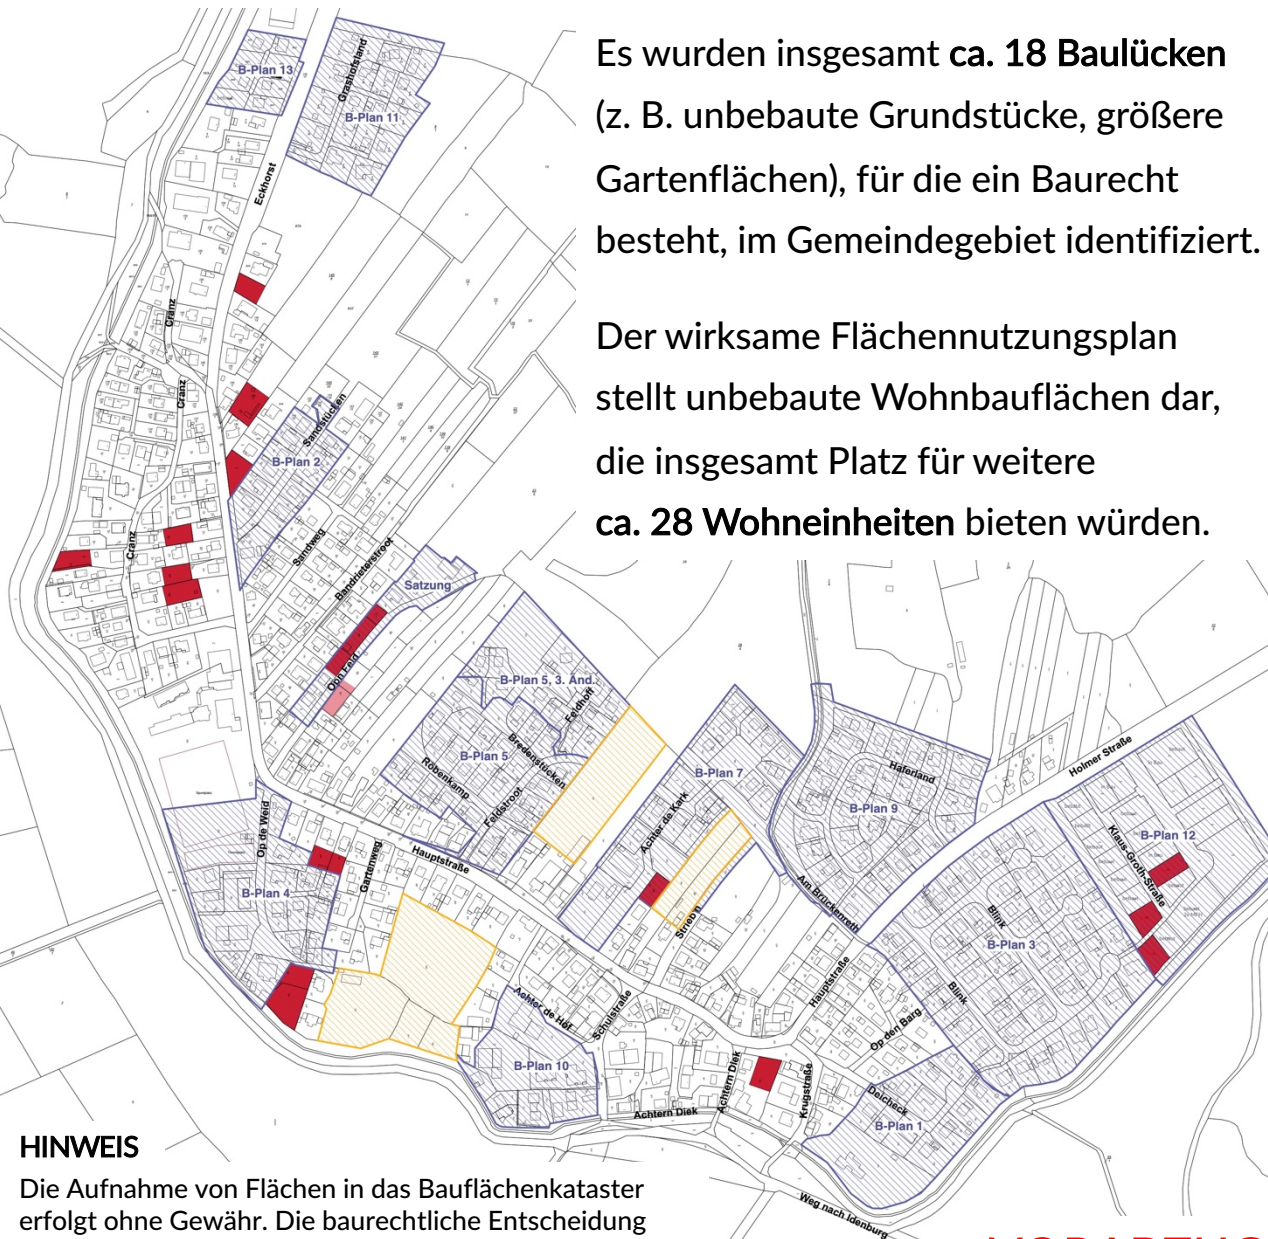 Es wurden insgesamt ca. 18 Baulücken
(z. B. unbebaute Grundstücke, größere
Gartenflächen), für die ein Baurecht
besteht, im Gemeindegebiet identifiziert.
Der wirksame Flächennutzungsplan
stellt unbebaute Wohnbauflächen dar,
die insgesamt Platz für weitere
ca. 28 Wohneinheiten bieten würden.
B-Plan 13
Grashofsland
B-Plan 11
Eckhorst
Cranz
Cranz
Sandstücken
B-Plan 2
Cranz
Sandweg
Bandrieterstroot
Satzung
Opn Feld
B-Plan 5, 3. Änd.
Feldhoff
B-Plan 5
Bredenstücken
Röbenkamp
Feldstroot
B-Plan 7
Achter de Kark
Haferland
B-Plan 9
Holmer Straße
B-Plan 12
Klaus-Groth-Straße
Op de Weid
B-Plan 4
Gartenweg
Hauptstraße
Strieb'n
Am Brückenreth
Blink
B-Plan 3
Blink
Hauptstraße
Op den Barg
Achter de Hof
Schulstraße
B-Plan 10
Achtern Diek
Achtern Diek
Krugstraße
Deicheck
B-Plan 1
Weg nach Idenburg
HINWEIS
Die Aufnahme von Flächen in das Bauflächenkataster
erfolgt ohne Gewähr. Die baurechtliche Entscheidung